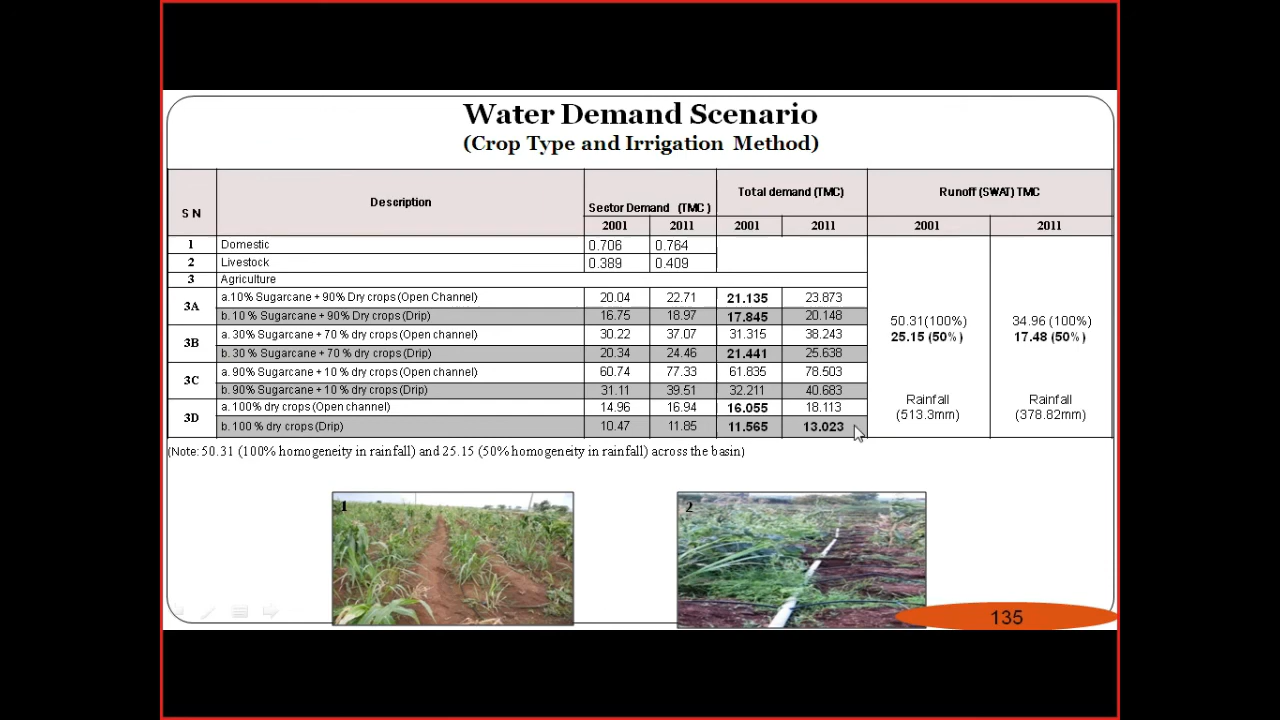 Water Demand Scenario
(Crop Type and Irrigation Method)
S N Description Sector Demand (TMC) Total demand (TMC) Runoff (SWAT) TMC
2001 2011 2001 2011 2001 2011
1 Domestic 0.706 0.764
2 Livestock 0.389 0.409
3 Agriculture
3A a.10% Sugarcane + 90% Dry crops (Open Channel) 20.04 22.71 21.135 23.873
b. 10 % Sugarcane + 90% Dry crops (Drip) 16.75 18.97 17.845 20.148
3B a. 30% Sugarcane + 70 % dry crops (Open channel) 30.22 37.07 31.315 38.243
b. 30 % Sugarcane + 70 % dry crops (Drip) 20.34 24.46 21.441 25.638
3C a. 90% Sugarcane + 10 % dry crops (Open channel) 60.74 77.33 61.835 78.503
b. 90% Sugarcane + 10 % dry crops (Drip) 31.11 39.51 32.211 40.683
3D a. 100% dry crops (Open channel) 14.96 16.94 16.055 18.113
b. 100 % dry crops (Drip) 10.47 11.85 11.565 13.023
50.31(100%) 34.96 (100%)
25.15 (50%) 17.48 (50%)
Rainfall Rainfall
(513.3mm) (378.82mm)
(Note: 50.31 (100% homogeneity in rainfall) and 25.15 (50% homogeneity in rainfall) across the basin)
1 2
135